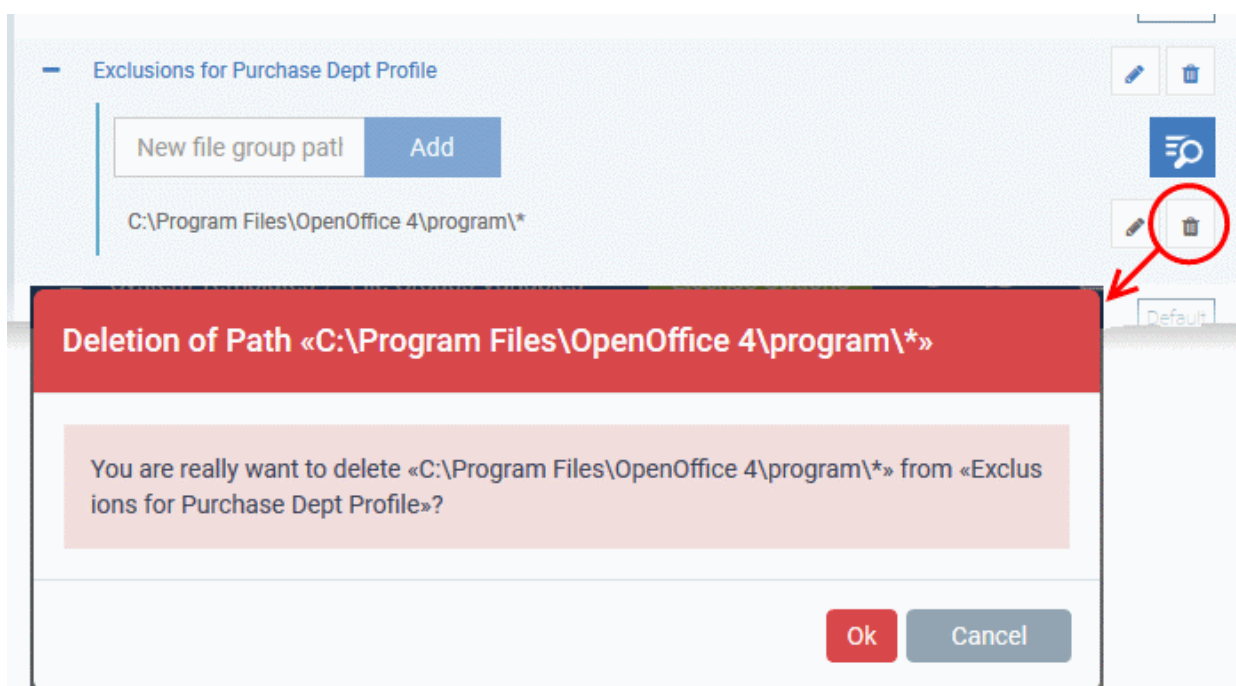 Exclusions for Purchase Dept Profile
New file group path Add
C:\Program Files\OpenOffice 4\program\*
Default
Deletion of Path «C:\Program Files\OpenOffice 4\program\*»
You are really want to delete «C:\Program Files\OpenOffice 4\program\*» from «Exclus
ions for Purchase Dept Profile»?
Ok Cancel